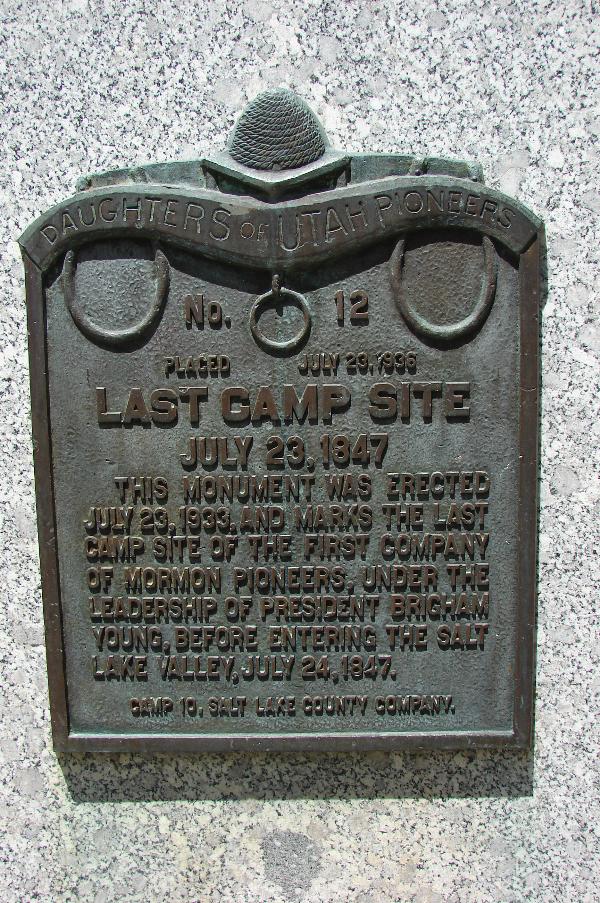 DAUGHTERS OF UTAH PIONEERS
No. 12
PLACED JULY 29, 1936
LAST CAMP SITE
JULY 23, 1847
THIS MONUMENT WAS ERECTED
JULY 23, 1933, AND MARKS THE LAST
CAMP SITE OF THE FIRST COMPANY
OF MORMON PIONEERS, UNDER THE
LEADERSHIP OF PRESIDENT BRIGHAM
YOUNG, BEFORE ENTERING THE SALT
LAKE VALLEY, JULY 24, 1847.
CAMP 10, SALT LAKE COUNTY COMPANY.